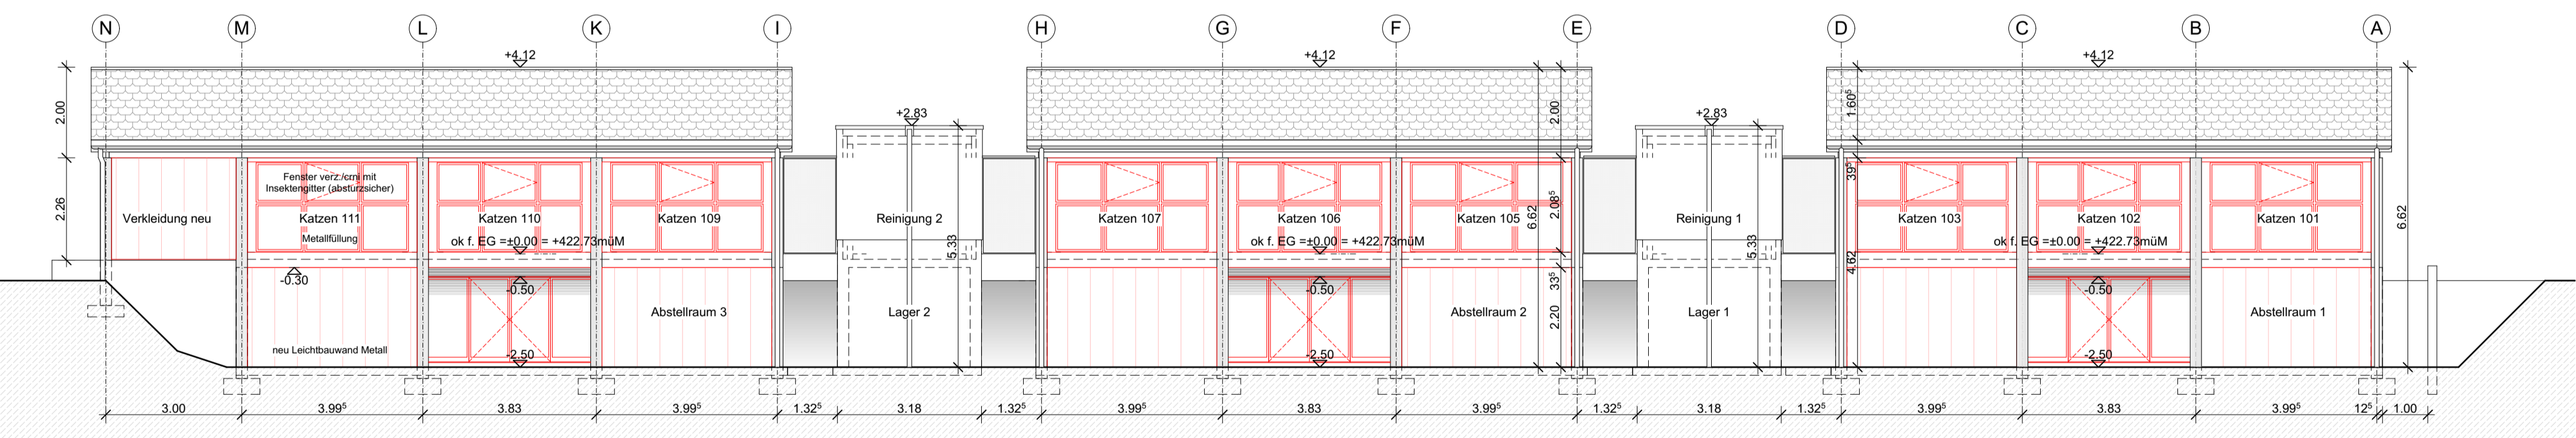 N M L K I H G F E D C B A
+4.12 +4.12 +4.12
2.00 +2.83 2.00 +2.83 1.60⁵
Fenster verz./crni mit
Insektengitter (abstürzsicher)
2.26 Verkleidung neu Katzen 111 Katzen 110 Katzen 109 Reinigung 2 Katzen 107 Katzen 106 Katzen 105 6.62 2.08⁵ Reinigung 1 39⁵ Katzen 103 Katzen 102 Katzen 101 6.62
Metallfüllung
ok f. EG =±0.00 = +422.73müM ok f. EG =±0.00 = +422.73müM ok f. EG =±0.00 = +422.73müM
5.33 5.33 4.62
-0.30 -0.50 -0.50 33⁵ -0.50
Abstellraum 3 Lager 2 Abstellraum 2 2.20 Lager 1 Abstellraum 1
neu Leichtbauwand Metall
-2.50 -2.50 -2.50
3.00 3.99⁵ 3.83 3.99⁵ 1.32⁵ 3.18 1.32⁵ 3.99⁵ 3.83 3.99⁵ 1.32⁵ 3.18 1.32⁵ 3.99⁵ 3.83 3.99⁵ 12⁵ 1.00